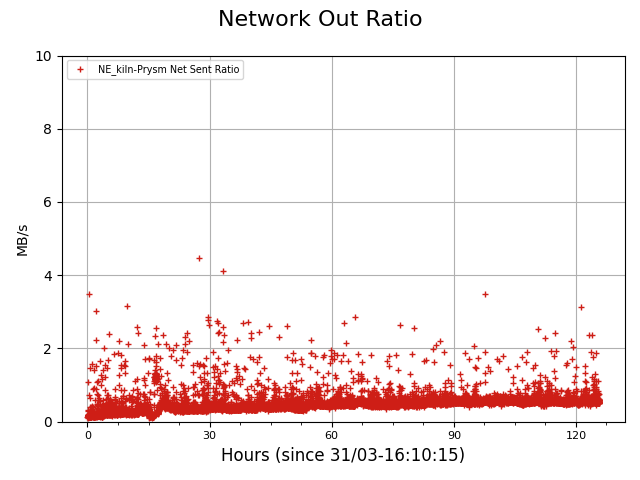 Network Out Ratio
NE_kiln-Prysm Net Sent Ratio
MB/s
10
8
6
4
2
0
0 30 60 90 120
Hours (since 31/03-16:10:15)